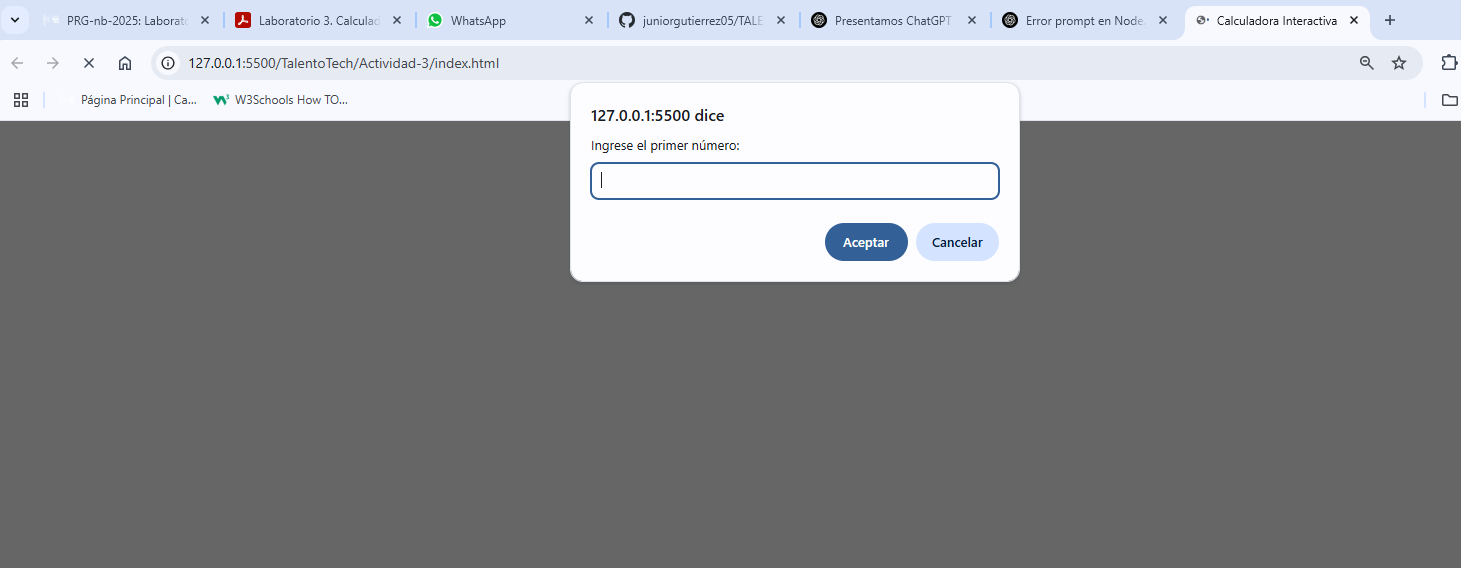 PRG-nb-2025: Laborato
Laboratorio 3. Calculad
WhatsApp
juniorgutierrez05/TALE
Presentamos ChatGPT
Error prompt en Node.
Calculadora Interactiva
127.0.0.1:5500/TalentoTech/Actividad-3/index.html
Página Principal | Ca...
W3Schools How TO...
127.0.0.1:5500 dice
Ingrese el primer número:
Aceptar
Cancelar